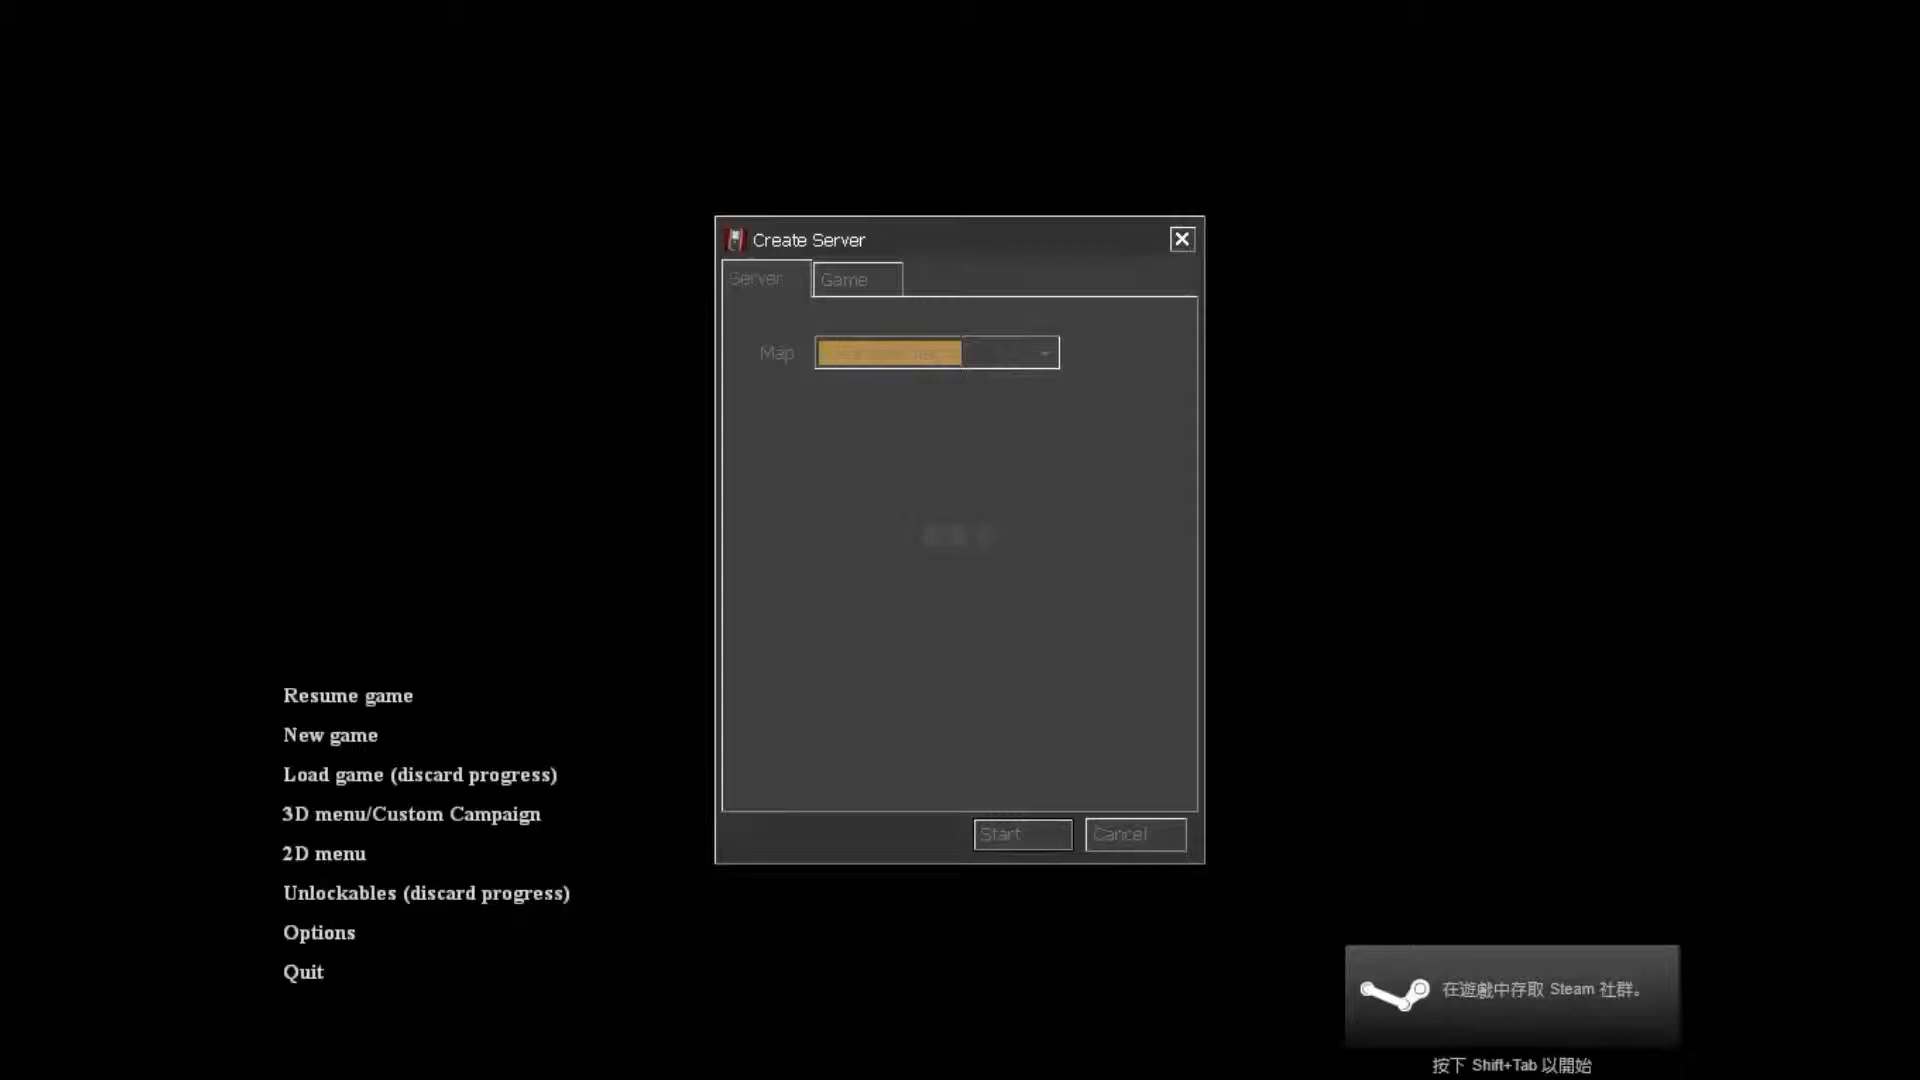 Create Server
Server
Game
Map
Start
Cancel
Resume game
New game
Load game (discard progress)
3D menu/Custom Campaign
2D menu
Unlockables (discard progress)
Options
Quit
在遊戲中存取 Steam 社群。
按下 Shift+Tab 以開始